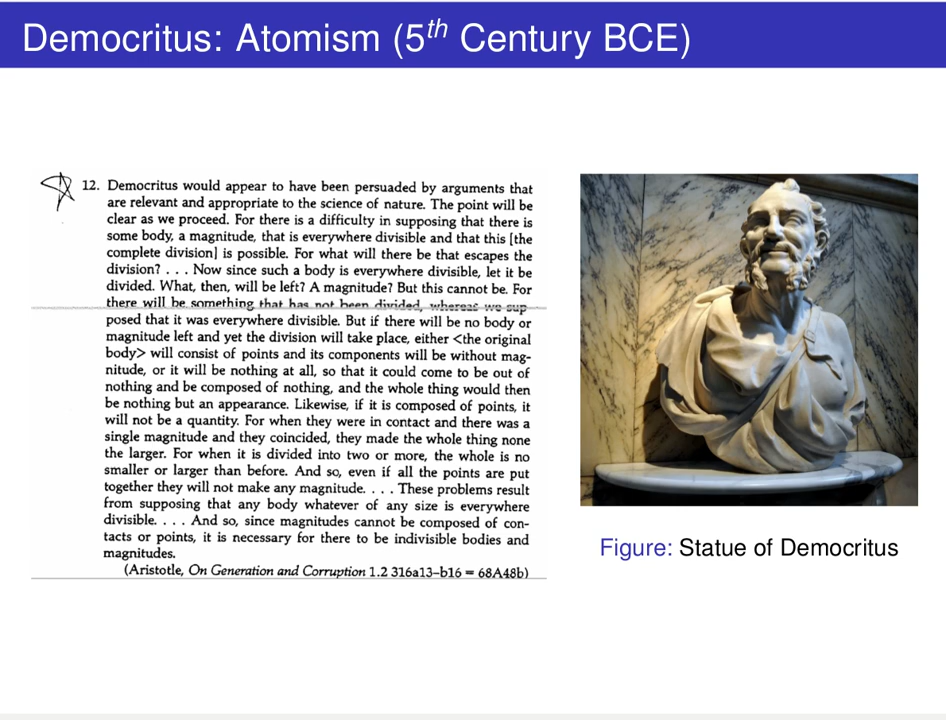 Democritus: Atomism (5th Century BCE)
12. Democritus would appear to have been persuaded by arguments that
are relevant and appropriate to the science of nature. The point will be
clear as we proceed. For there is a difficulty in supposing that there is
some body, a magnitude, that is everywhere divisible and that this [the
complete division] is possible. For what will there be that escapes the
division? . . . Now since such a body is everywhere divisible, let it be
divided. What, then, will be left? A magnitude? But this cannot be. For
there will be something that has not been divided, whereas we sup-
posed that it was everywhere divisible. But if there will be no body or
magnitude left and yet the division will take place, either <the original
body> will consist of points and its components will be without mag-
nitude, or it will be nothing at all, so that it could come to be out of
nothing and be composed of nothing, and the whole thing would then
be nothing but an appearance. Likewise, if it is composed of points, it
will not be a quantity. For when they were in contact and there was a
single magnitude and they coincided, they made the whole thing none
the larger. For when it is divided into two or more, the whole is no
smaller or larger than before. And so, even if all the points are put
together they will not make any magnitude. . . . These problems result
from supposing that any body whatever of any size is everywhere
divisible. . . . And so, since magnitudes cannot be composed of con-
tacts or points, it is necessary for there to be indivisible bodies and
magnitudes.
(Aristotle, On Generation and Corruption 1.2 316a13–b16 = 68A48b)
Figure: Statue of Democritus